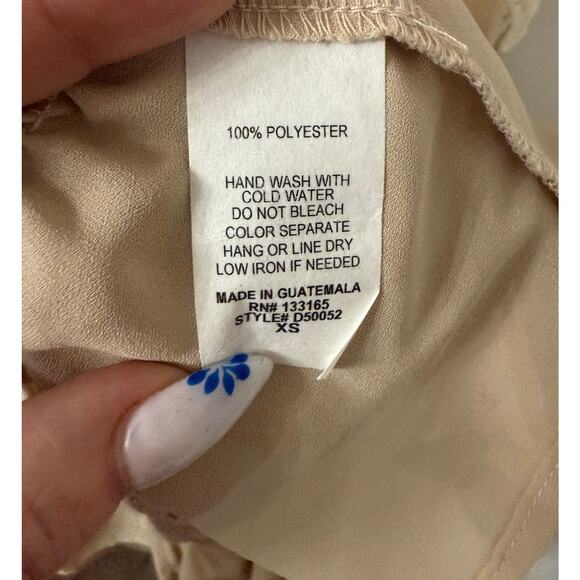 100% POLYESTER
HAND WASH WITH
COLD WATER
DO NOT BLEACH
COLOR SEPARATE
HANG OR LINE DRY
LOW IRON IF NEEDED
MADE IN GUATEMALA
RN# 133165
STYLE# D50052
XS